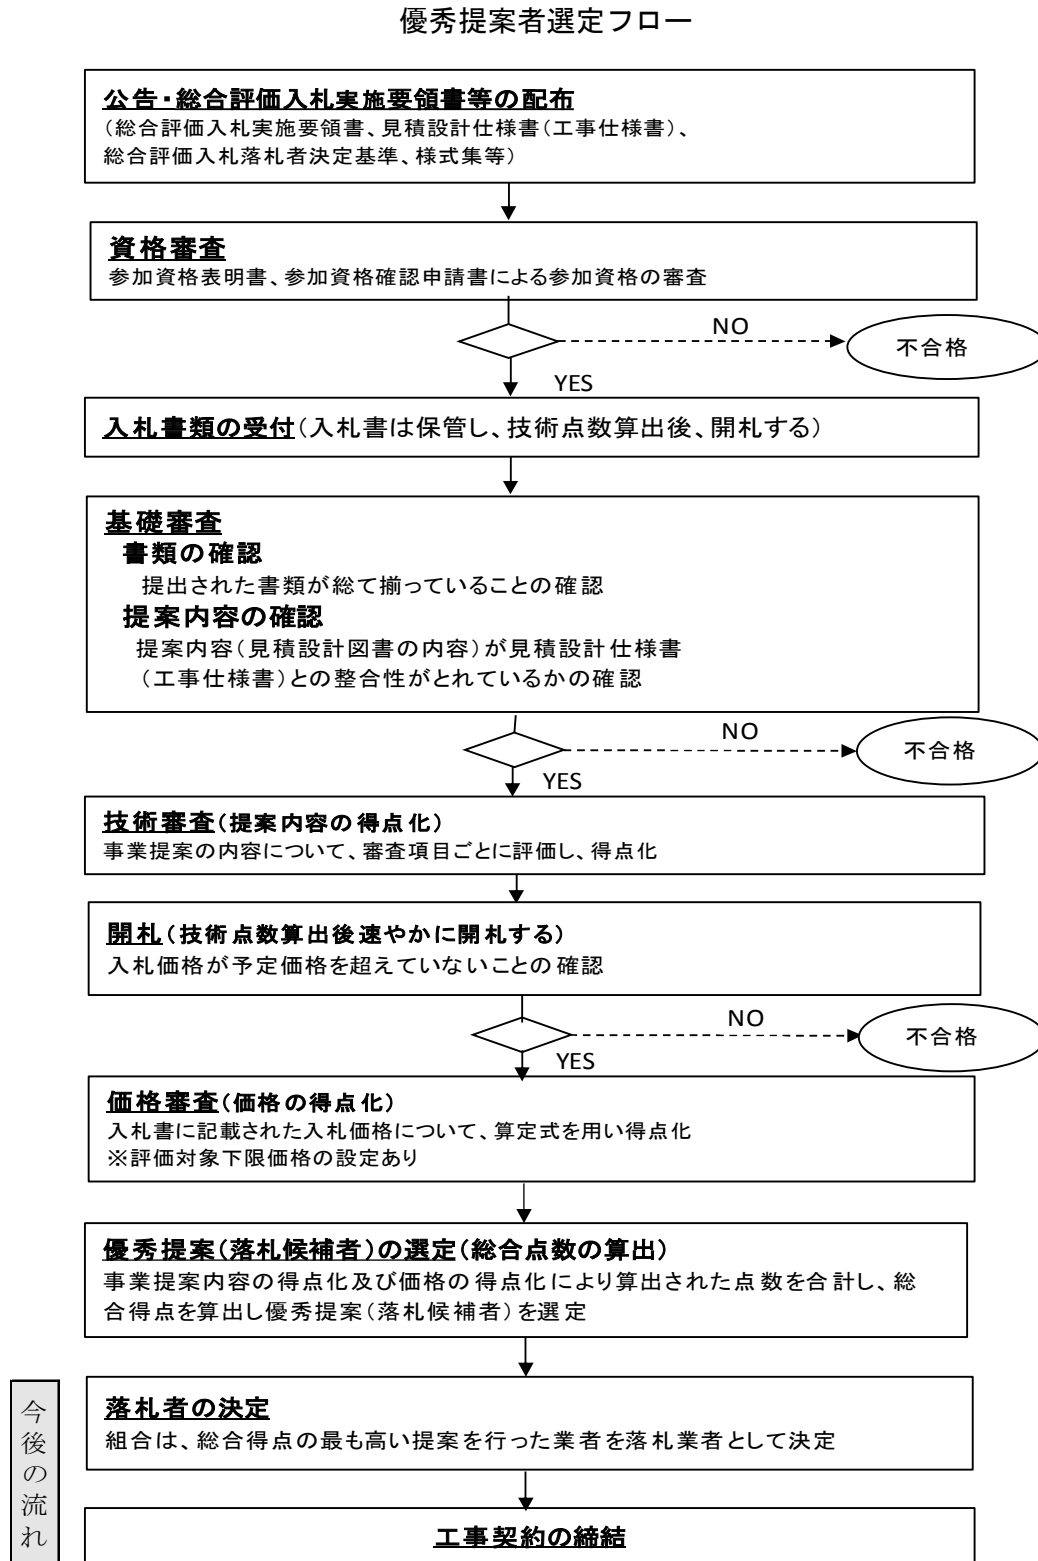 優秀提案者選定フロー
公告・総合評価入札実施要領書等の配布
（総合評価入札実施要領書、見積設計仕様書（工事仕様書）、
総合評価入札落札者決定基準、様式集等）
資格審査
参加資格表明書、参加資格確認申請書による参加資格の審査
NO
不合格
YES
入札書類の受付（入札書は保管し、技術点数算出後、開札する）
基礎審査
書類の確認
提出された書類が総て揃っていることの確認
提案内容の確認
提案内容（見積設計図書の内容）が見積設計仕様書
（工事仕様書）との整合性がとれているかの確認
NO
不合格
YES
技術審査（提案内容の得点化）
事業提案の内容について、審査項目ごとに評価し、得点化
開札（技術点数算出後速やかに開札する）
入札価格が予定価格を超えていないことの確認
NO
不合格
YES
価格審査（価格の得点化）
入札書に記載された入札価格について、算定式を用い得点化
※評価対象下限価格の設定あり
優秀提案（落札候補者）の選定（総合点数の算出）
事業提案内容の得点化及び価格の得点化により算出された点数を合計し、総
合得点を算出し優秀提案（落札候補者）を選定
今後の流れ
落札者の決定
組合は、総合得点の最も高い提案を行った業者を落札業者として決定
工事契約の締結